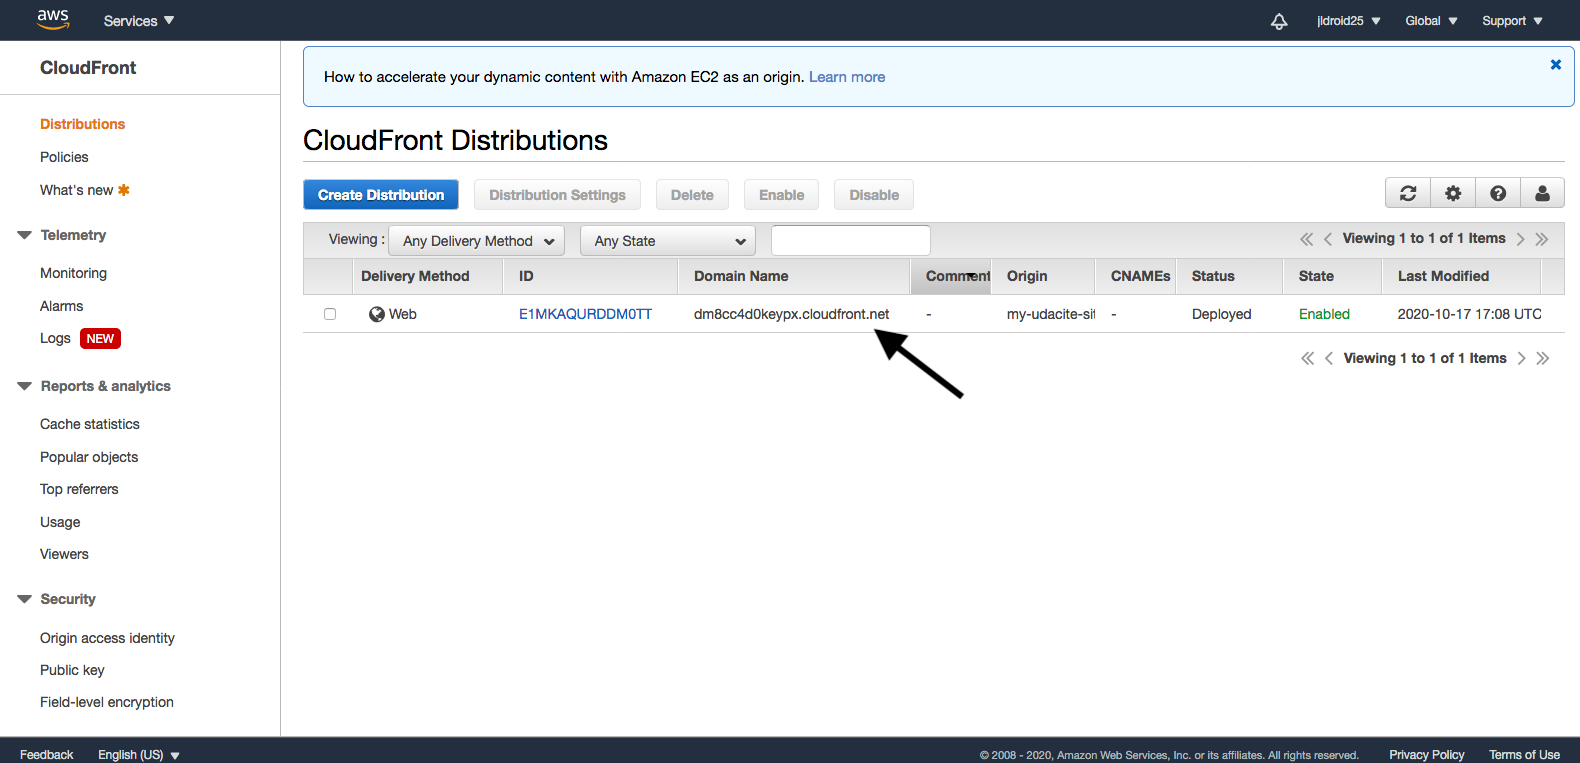 aws Services jldroid25 Global Support
CloudFront
Distributions
Policies
What's new
Telemetry
Monitoring
Alarms
Logs NEW
Reports & analytics
Cache statistics
Popular objects
Top referrers
Usage
Viewers
Security
Origin access identity
Public key
Field-level encryption
How to accelerate your dynamic content with Amazon EC2 as an origin. Learn more
CloudFront Distributions
Create Distribution Distribution Settings Delete Enable Disable
Viewing : Any Delivery Method Any State Viewing 1 to 1 of 1 Items
Delivery Method ID Domain Name Comment Origin CNAMEs Status State Last Modified
Web E1MKAQURDDM0TT dm8cc4d0keypx.cloudfront.net - my-udacite-sit - Deployed Enabled 2020-10-17 17:08 UTC
Viewing 1 to 1 of 1 Items
Feedback English (US) © 2008 - 2020, Amazon Web Services, Inc. or its affiliates. All rights reserved. Privacy Policy Terms of Use